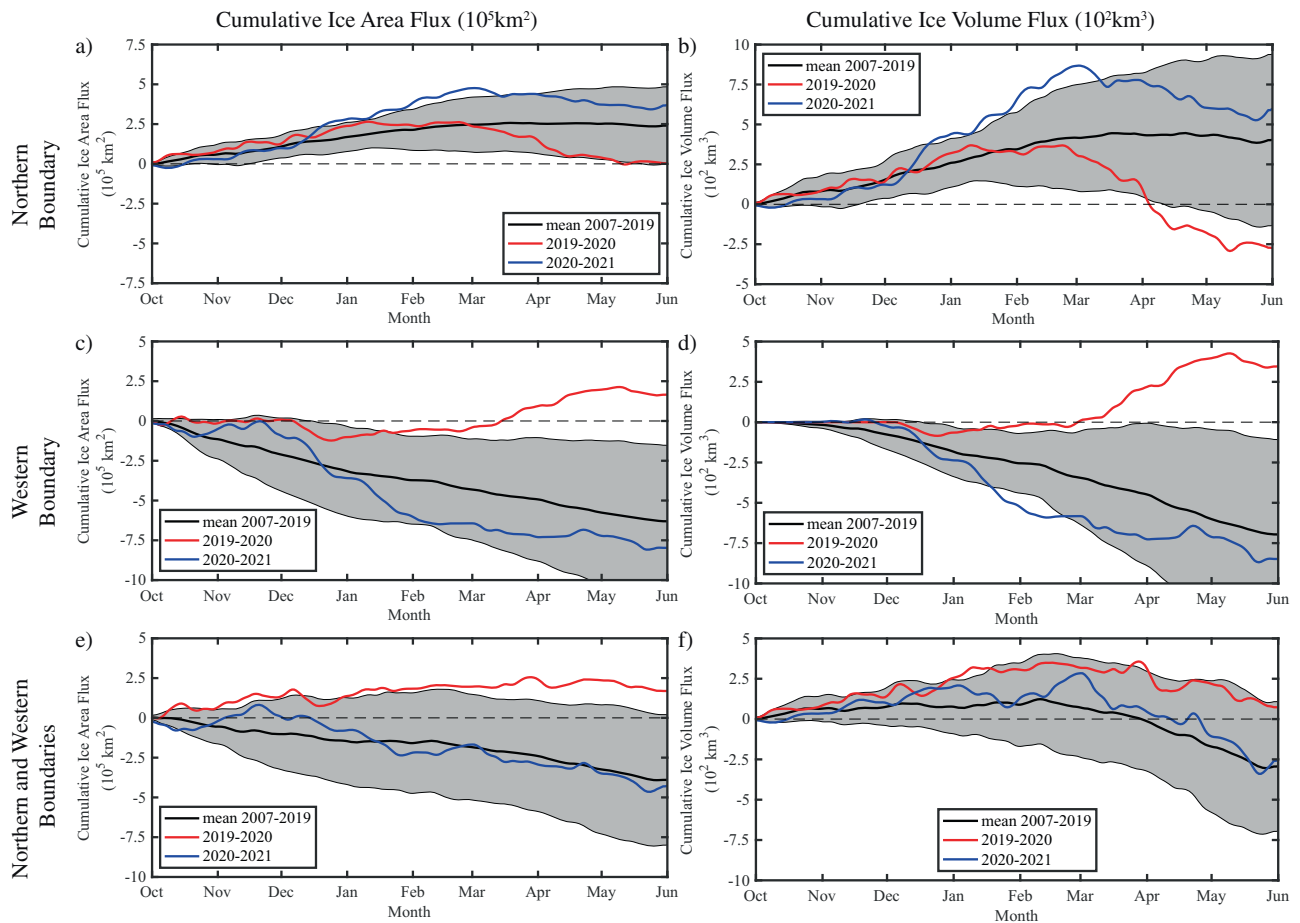 Cumulative Ice Area Flux (10⁵km²)
Cumulative Ice Volume Flux (10²km³)
Northern
Boundary
a)
Cumulative Ice Area Flux
(10⁵ km²)
7.5
5
2.5
0
-2.5
-5
-7.5
mean 2007-2019
2019-2020
2020-2021
Oct Nov Dec Jan Feb Mar Apr May Jun
Month
b)
Cumulative Ice Volume Flux
(10² km³)
10
7.5
5
2.5
0
-2.5
-5
mean 2007-2019
2019-2020
2020-2021
Oct Nov Dec Jan Feb Mar Apr May Jun
Month
Western
Boundary
c)
Cumulative Ice Area Flux
(10⁵ km²)
5
2.5
0
-2.5
-5
-7.5
-10
mean 2007-2019
2019-2020
2020-2021
Oct Nov Dec Jan Feb Mar Apr May Jun
Month
d)
Cumulative Ice Volume Flux
(10² km³)
5
2.5
0
-2.5
-5
-7.5
-10
mean 2007-2019
2019-2020
2020-2021
Oct Nov Dec Jan Feb Mar Apr May Jun
Month
Northern and Western
Boundaries
e)
Cumulative Ice Area Flux
(10⁵ km²)
5
2.5
0
-2.5
-5
-7.5
-10
mean 2007-2019
2019-2020
2020-2021
Oct Nov Dec Jan Feb Mar Apr May Jun
Month
f)
Cumulative Ice Volume Flux
(10² km³)
5
2.5
0
-2.5
-5
-7.5
-10
mean 2007-2019
2019-2020
2020-2021
Oct Nov Dec Jan Feb Mar Apr May Jun
Month